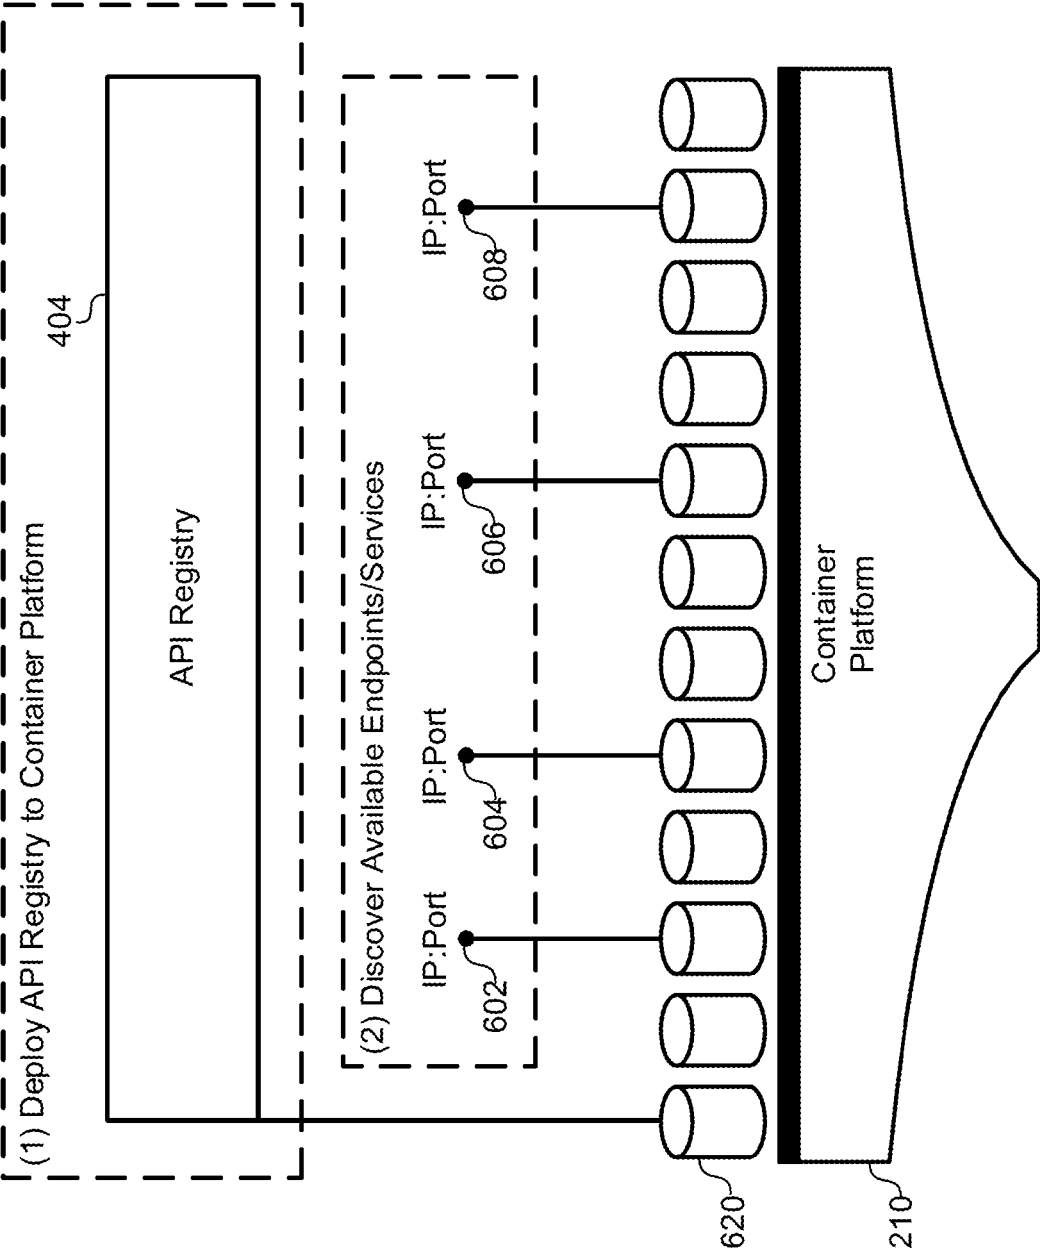 (1) Deploy API Registry to Container Platform
404
API Registry
(2) Discover Available Endpoints/Services
IP:Port
IP:Port
IP:Port
IP:Port
602
604
606
608
620
Container
Platform
210